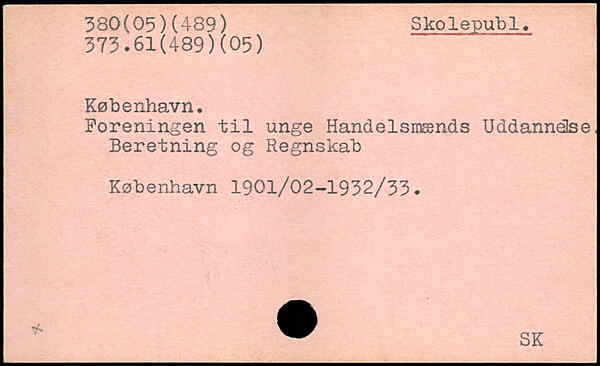 380(05)(489) Skolepubl.
373.61(489)(05)
København.
Foreningen til unge Handelsmænds Uddannelse.
Beretning og Regnskab
København 1901/02-1932/33.
x
SK